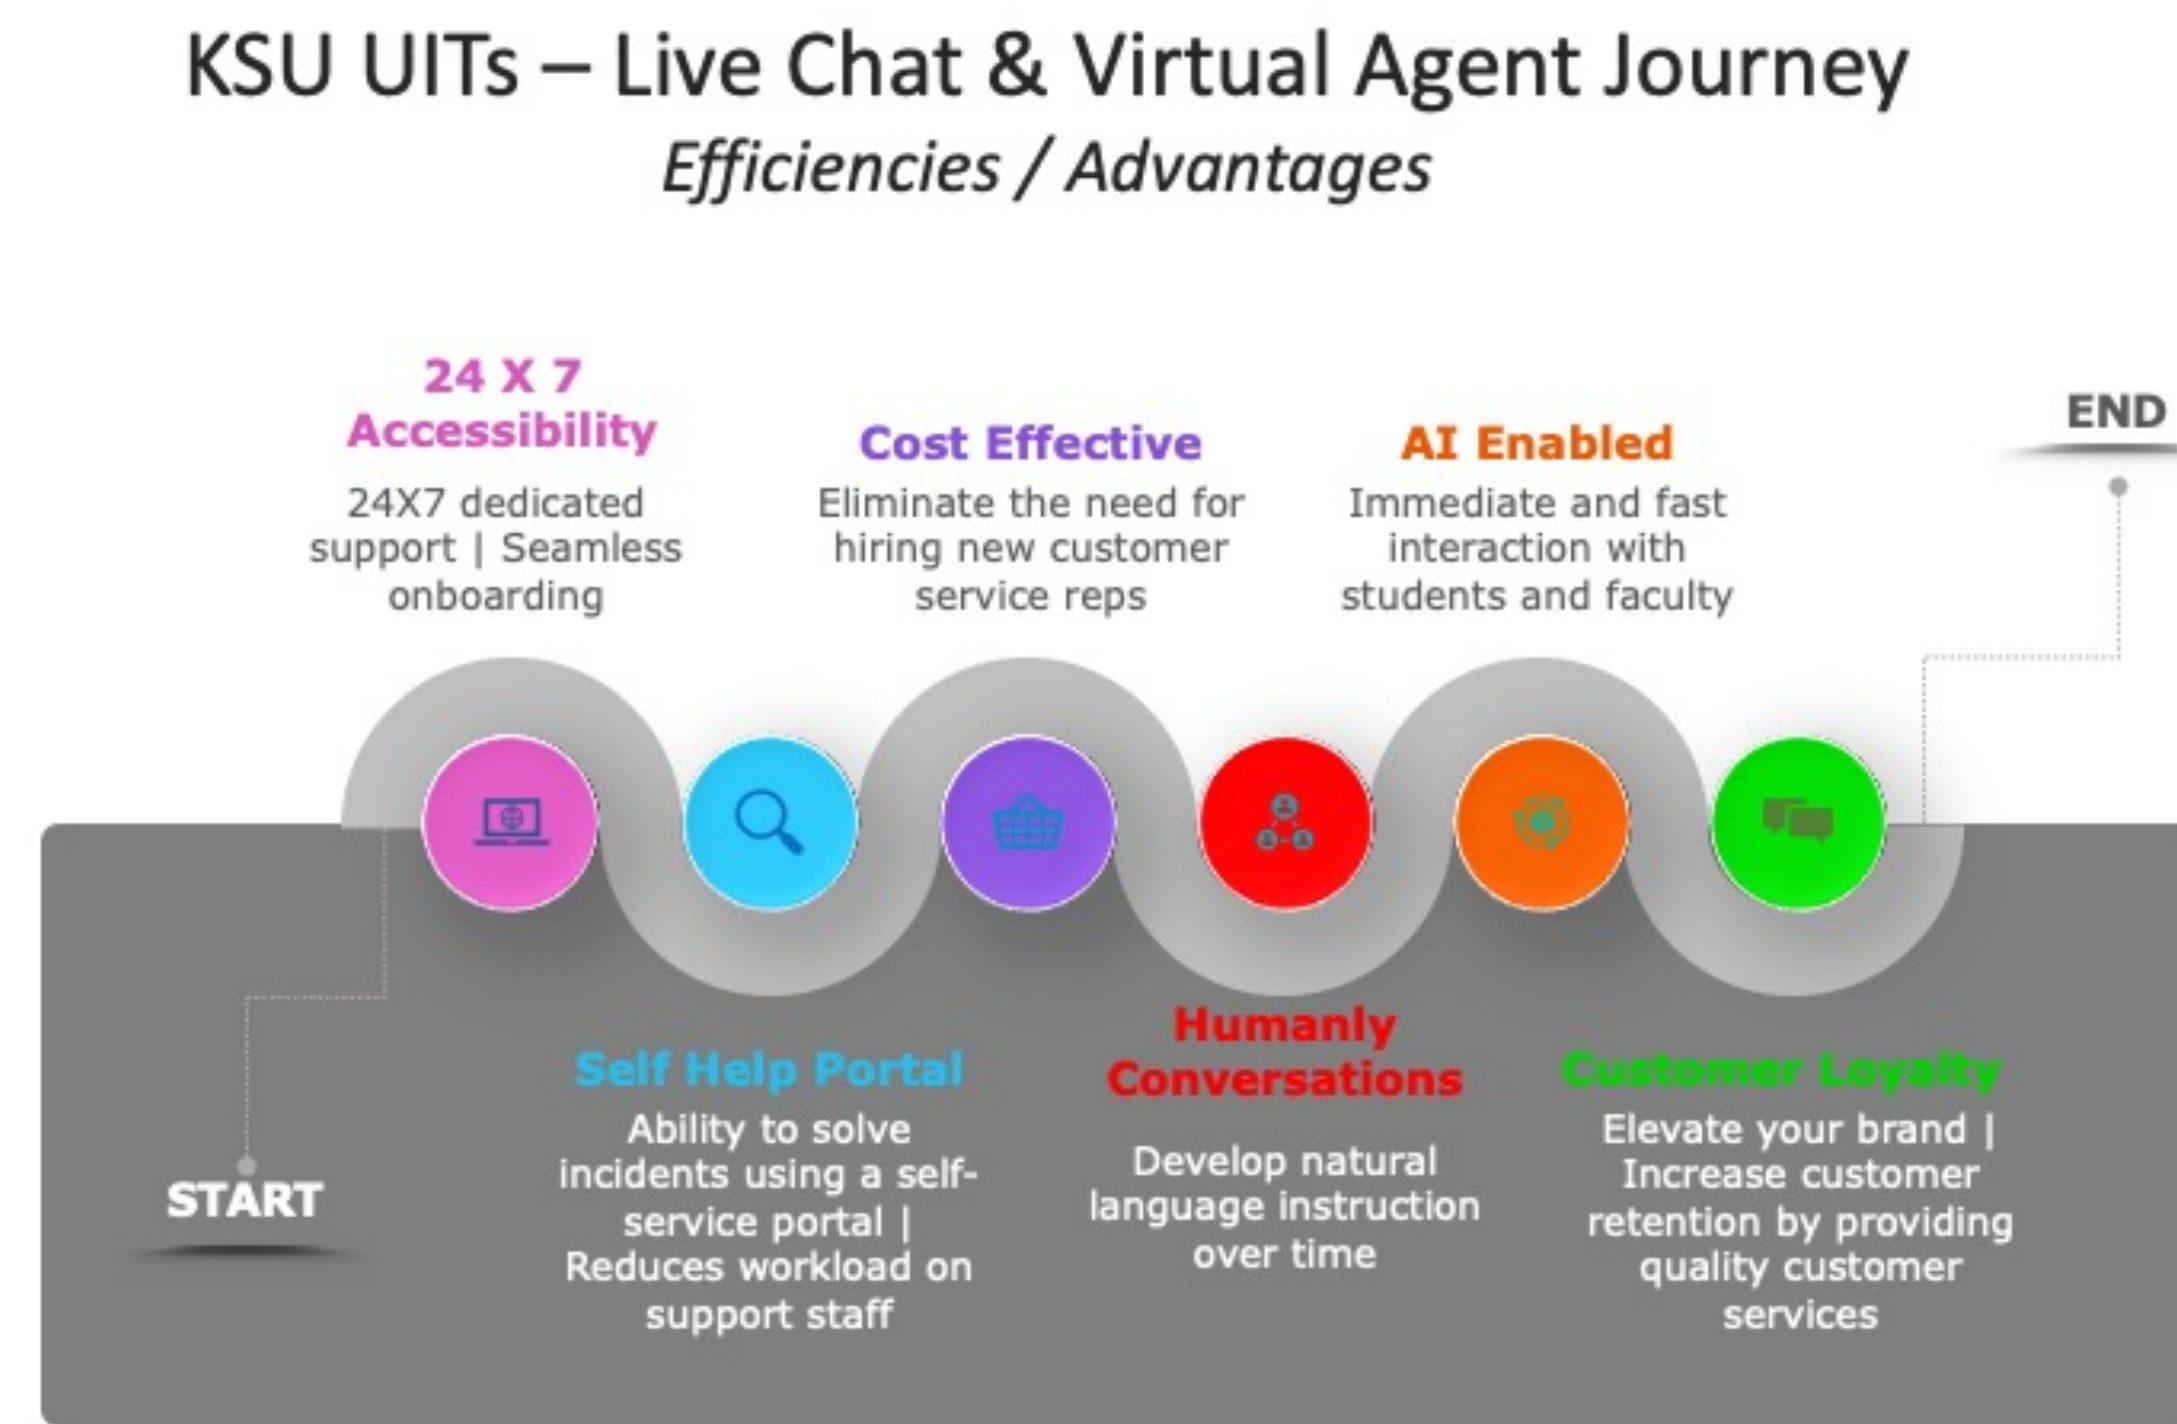 KSU UITs – Live Chat & Virtual Agent Journey
Efficiencies / Advantages
24 X 7
Accessibility
24X7 dedicated
support | Seamless
onboarding
Cost Effective
Eliminate the need for
hiring new customer
service reps
AI Enabled
Immediate and fast
interaction with
students and faculty
END
START
Self Help Portal
Ability to solve
incidents using a self-
service portal |
Reduces workload on
support staff
Humanly
Conversations
Develop natural
language instruction
over time
Customer Loyalty
Elevate your brand |
Increase customer
retention by providing
quality customer
services